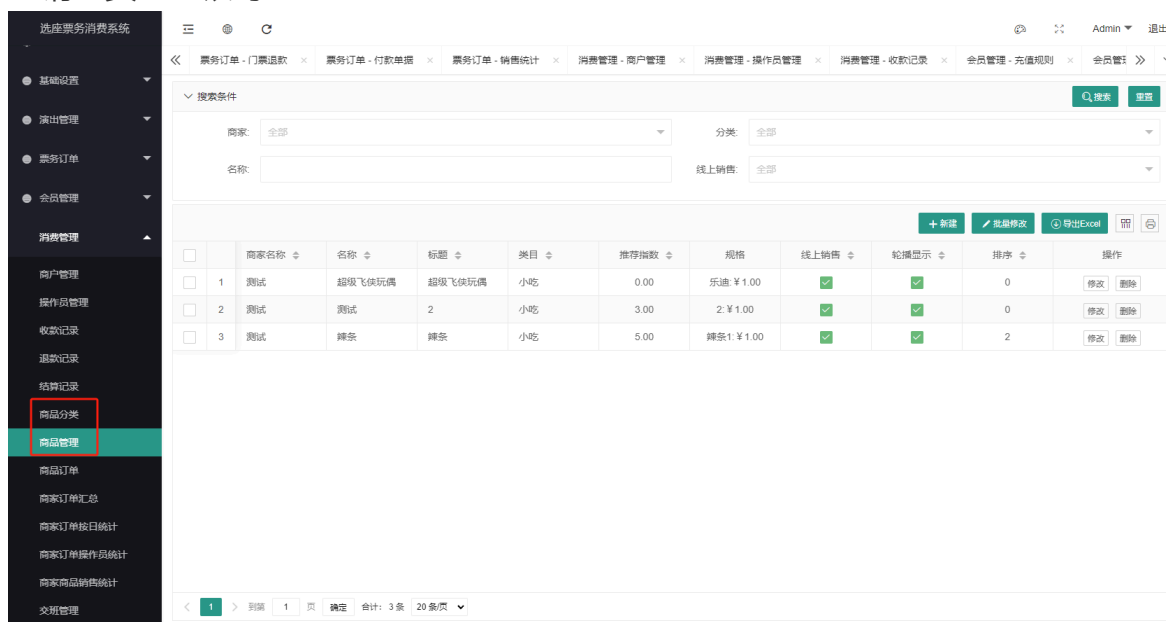 选座票务消费系统
Admin
退出
票务订单 - 门票退款 × 票务订单 - 付款单据 × 票务订单 - 销售统计 × 消费管理 - 商户管理 × 消费管理 - 操作员管理 × 消费管理 - 收款记录 × 会员管理 - 充值规则 ×
基础设置
演出管理
票务订单
会员管理
消费管理
商户管理
操作员管理
收款记录
退款记录
结算记录
商品分类
商品管理
商品订单
商家订单汇总
商家订单按日统计
商家订单操作员统计
商家商品销售统计
交班管理
搜索条件
搜索 重置
商家: 全部 分类: 全部
名称: 线上销售: 全部
新建 批量修改 导出Excel
商家名称 名称 标题 类目 推荐指数 规格 线上销售 轮播显示 排序 操作
1 测试 超级飞侠玩偶 超级飞侠玩偶 小吃 0.00 乐迪:¥1.00 0 修改 删除
2 测试 测试 2 小吃 3.00 2:¥1.00 0 修改 删除
3 测试 辣条 辣条 小吃 5.00 辣条1:¥1.00 2 修改 删除
1 到第 1 页 确定 合计: 3 条 20 条/页